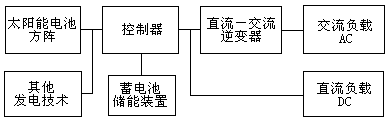 太阳能电池
方阵
控制器
直流一交流
逆变器
交流负载
AC
其他
发电技术
蓄电池
储能装置
直流负载
DC